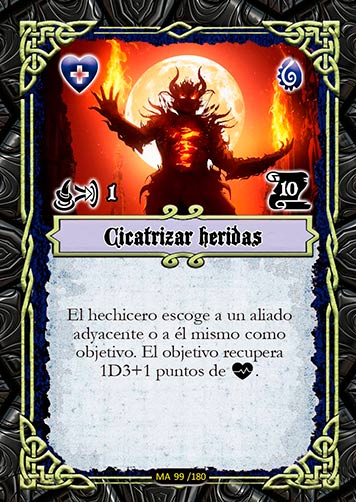 1
10
Cicatrizar heridas
El hechicero escoge a un aliado
adyacente o a él mismo como
objetivo. El objetivo recupera
1D3+1 puntos de .
MA 99 /180